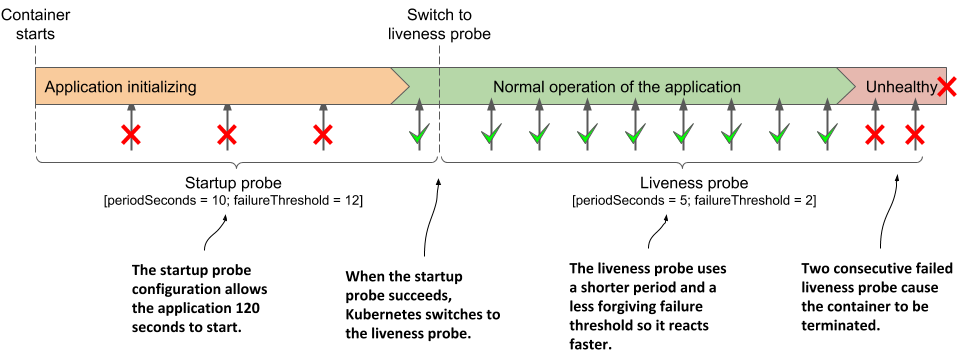 Container
starts
Switch to
liveness probe
Application initializing
Normal operation of the application
Unhealthy
Startup probe
[periodSeconds = 10; failureThreshold = 12]
Liveness probe
[periodSeconds = 5; failureThreshold = 2]
The startup probe
configuration allows
the application 120
seconds to start.
When the startup
probe succeeds,
Kubernetes switches to
the liveness probe.
The liveness probe uses
a shorter period and a
less forgiving failure
threshold so it reacts
faster.
Two consecutive failed
liveness probe cause
the container to be
terminated.